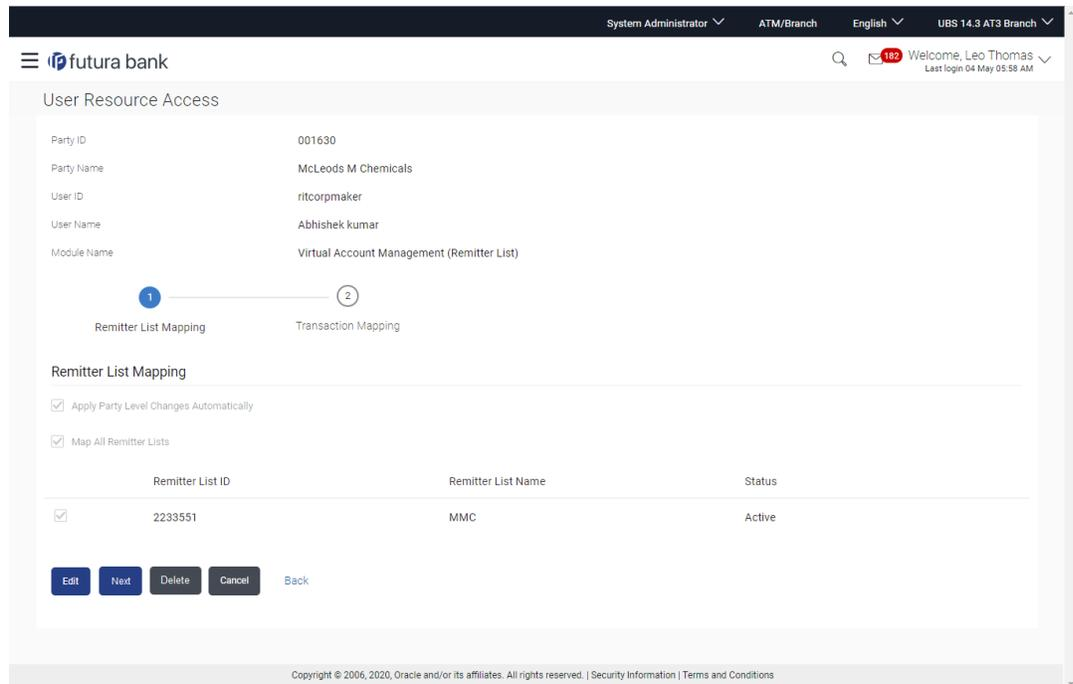 System Administrator ATM/Branch English UBS 14.3 AT3 Branch
futura bank 182 Welcome, Leo Thomas
Last login 04 May 05:58 AM
User Resource Access
Party ID 001630
Party Name McLeods M Chemicals
User ID ritcorpmaker
User Name Abhishek kumar
Module Name Virtual Account Management (Remitter List)
1 2
Remitter List Mapping Transaction Mapping
Remitter List Mapping
Apply Party Level Changes Automatically
Map All Remitter Lists
Remitter List ID Remitter List Name Status
2233551 MMC Active
Edit Next Delete Cancel Back
Copyright © 2006, 2020, Oracle and/or its affiliates. All rights reserved. | Security Information | Terms and Conditions